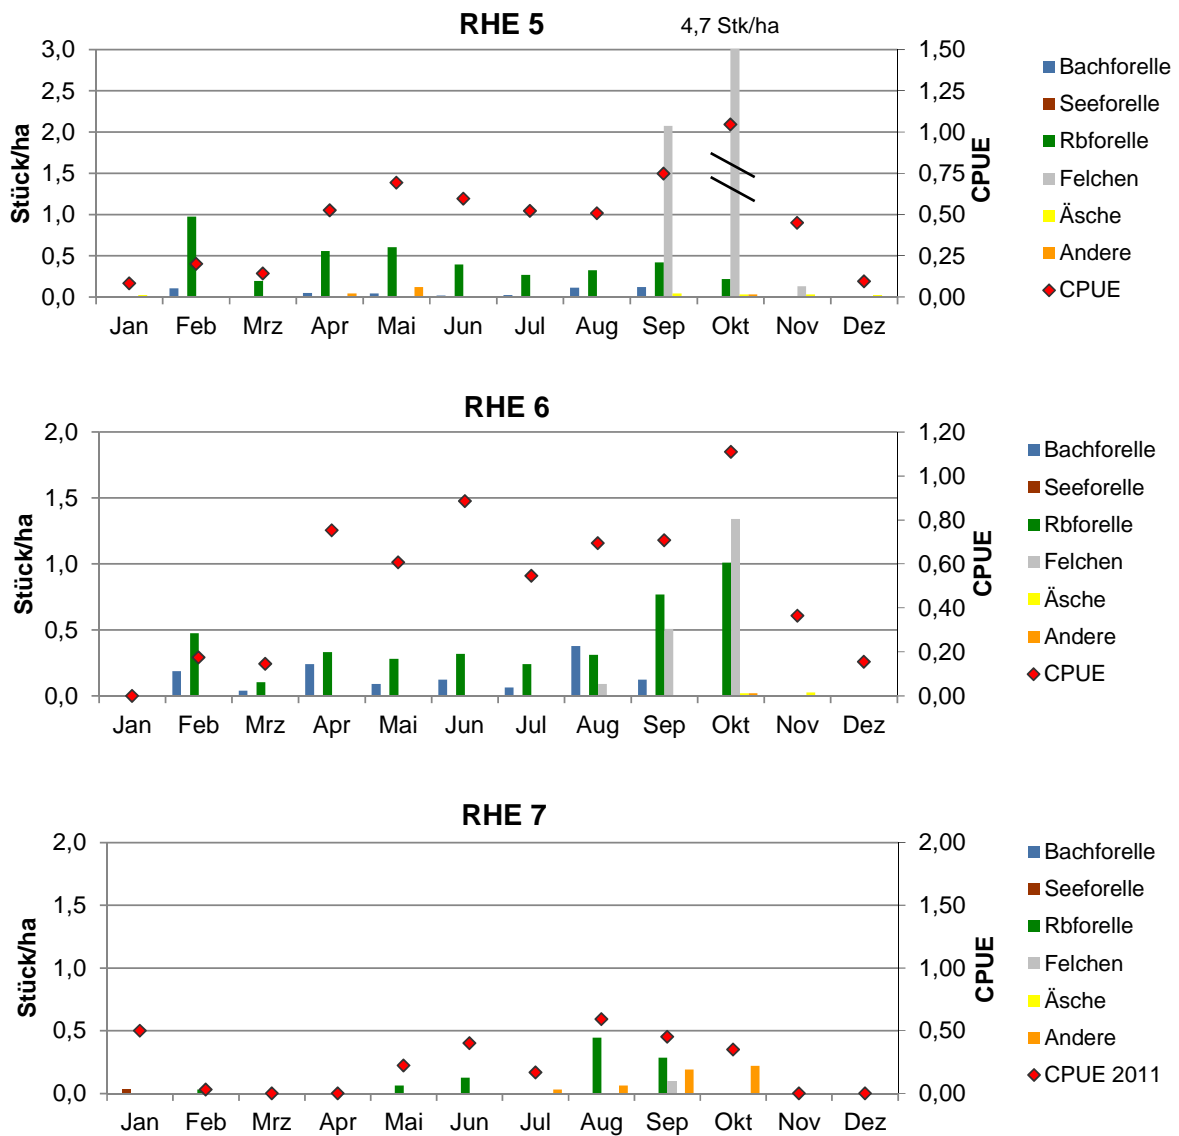 RHE 5
4,7 Stk/ha
3,0
2,5
2,0
1,5
1,0
0,5
0,0
Stück/ha
1,50
1,25
1,00
0,75
0,50
0,25
0,00
CPUE
Jan Feb Mrz Apr Mai Jun Jul Aug Sep Okt Nov Dez
Bachforelle
Seeforelle
Rbforelle
Felchen
Äsche
Andere
CPUE
RHE 6
2,0
1,5
1,0
0,5
0,0
Stück/ha
1,20
1,00
0,80
0,60
0,40
0,20
0,00
CPUE
Jan Feb Mrz Apr Mai Jun Jul Aug Sep Okt Nov Dez
Bachforelle
Seeforelle
Rbforelle
Felchen
Äsche
Andere
CPUE
RHE 7
2,0
1,5
1,0
0,5
0,0
Stück/ha
2,00
1,50
1,00
0,50
0,00
CPUE
Jan Feb Mrz Apr Mai Jun Jul Aug Sep Okt Nov Dez
Bachforelle
Seeforelle
Rbforelle
Felchen
Äsche
Andere
CPUE 2011